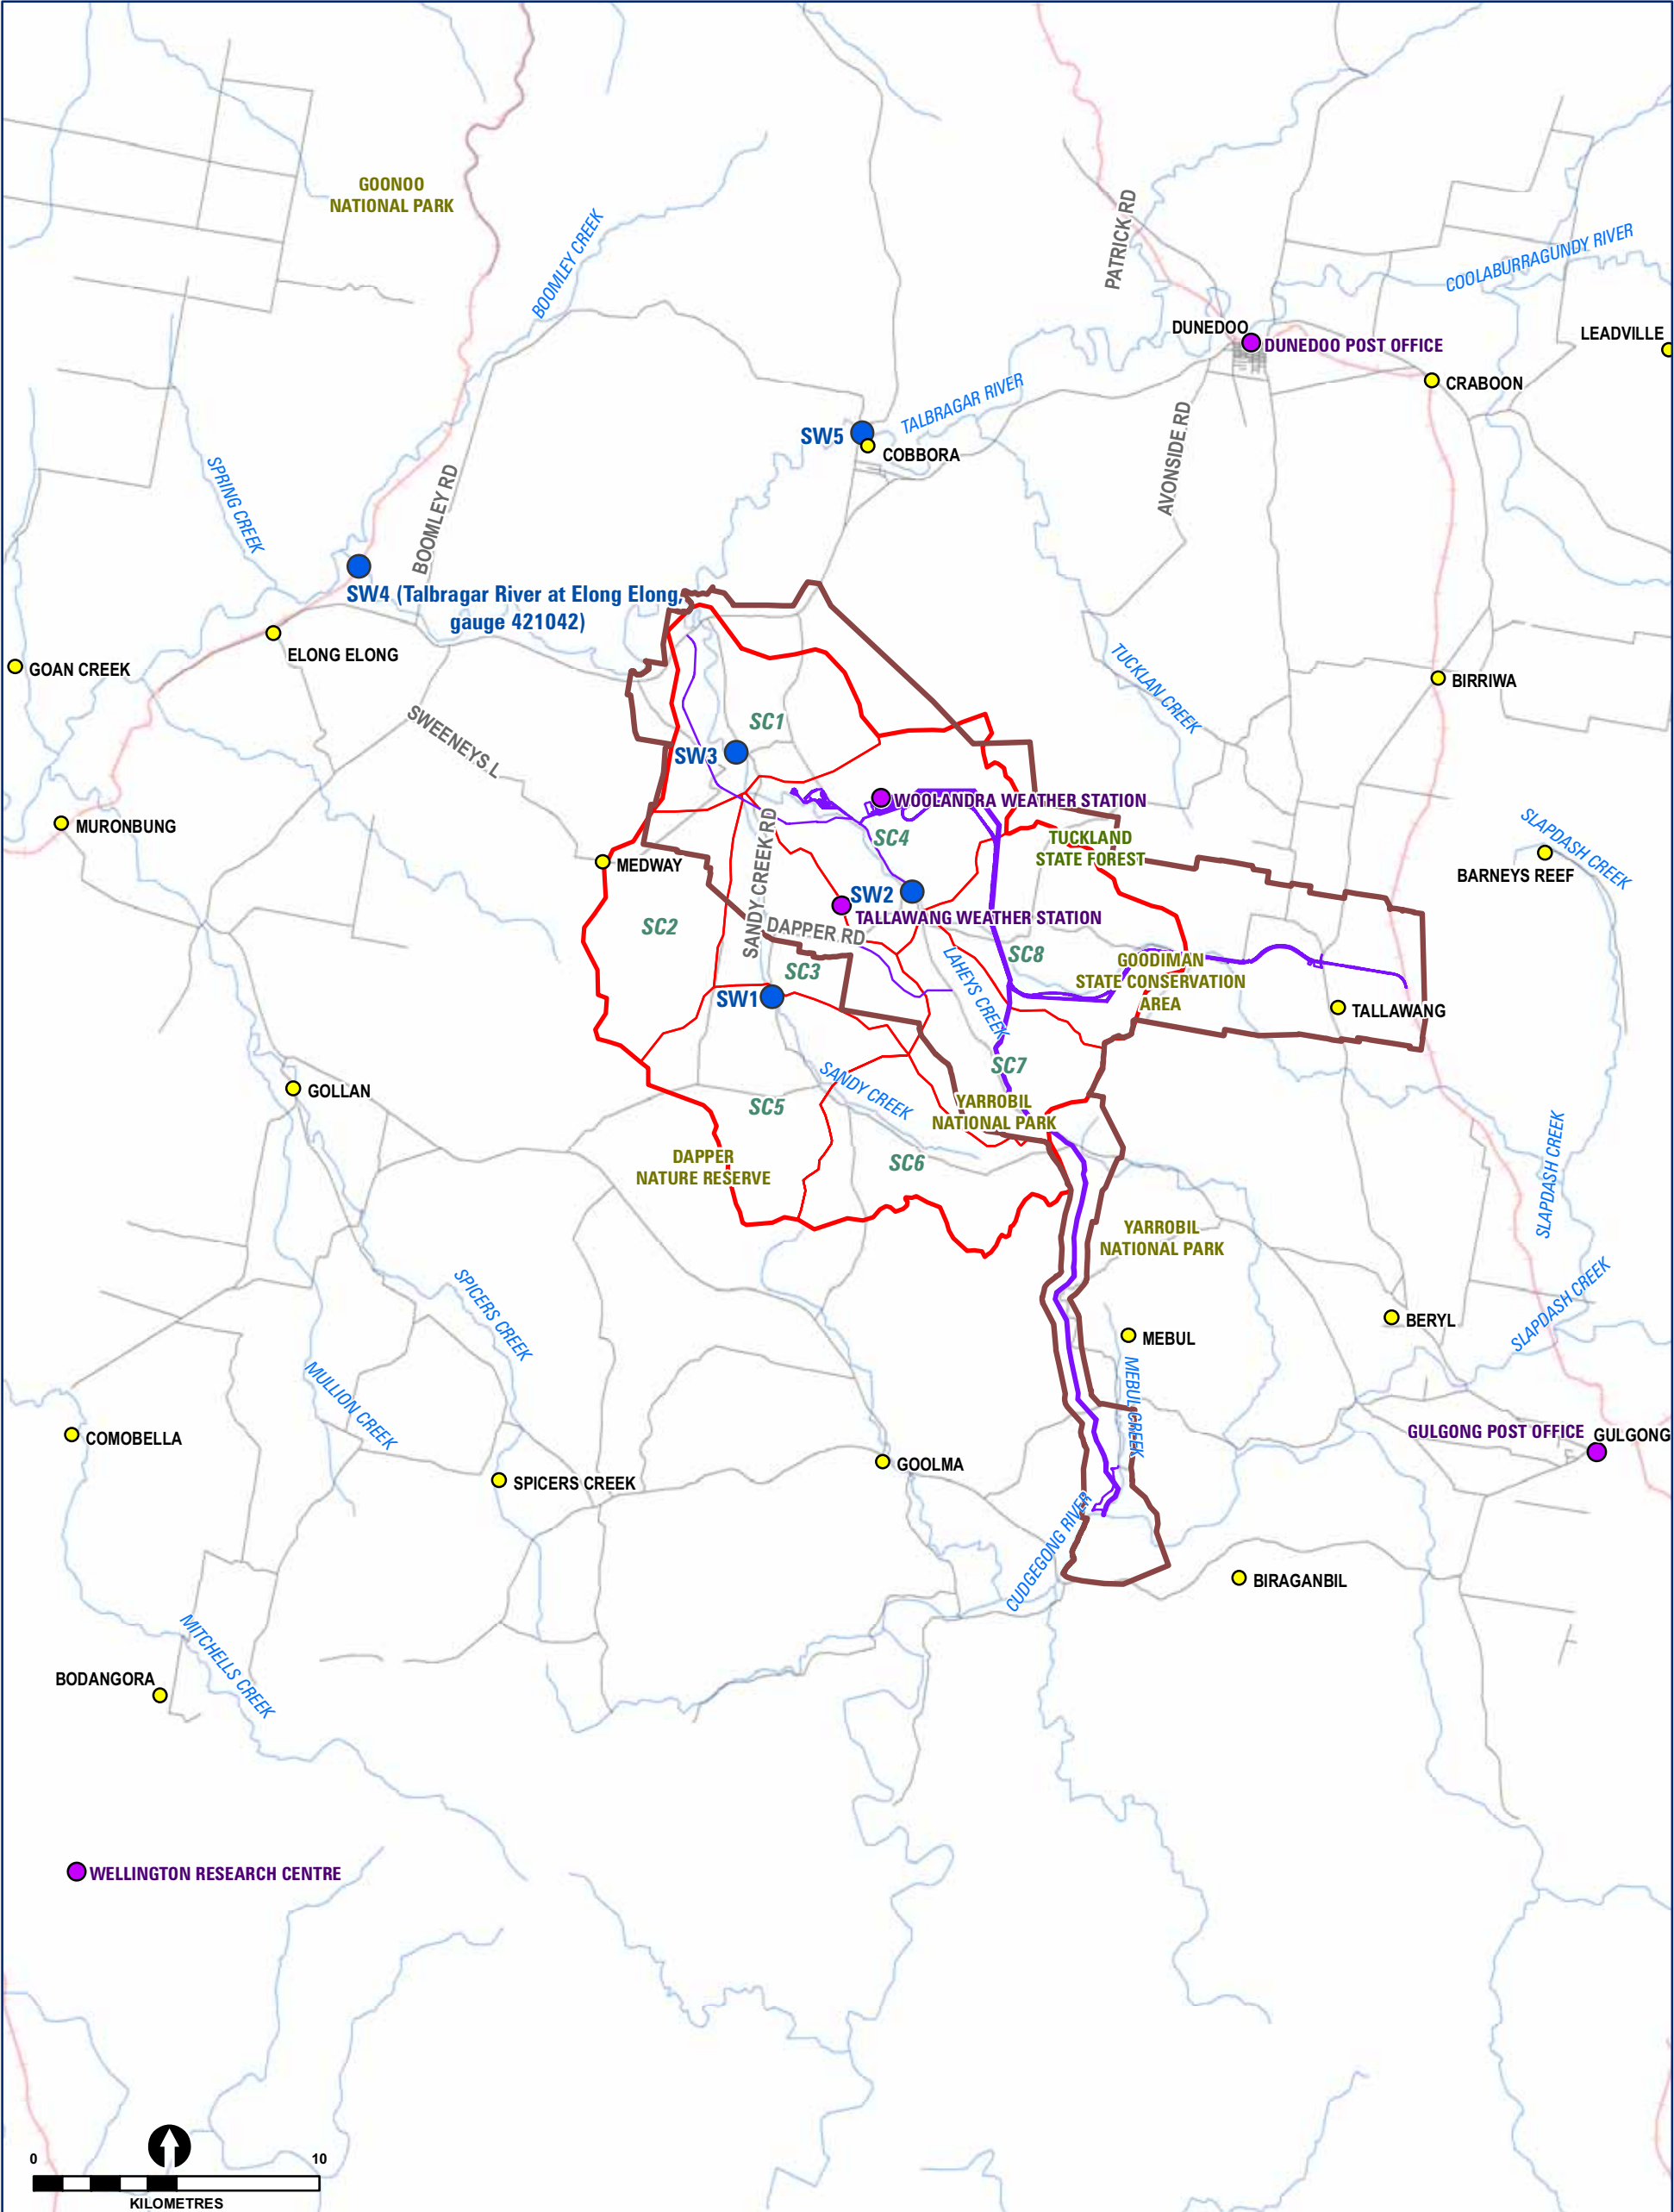 GOONOO
NATIONAL PARK
BOOMLEY CREEK
PATRICK RD
COOLABURRAGUNDY RIVER
DUNEDOO
DUNEDOO POST OFFICE
LEADVILLE
CRABOON
TALBRAGAR RIVER
SW5
COBBORA
AVONSIDE RD
SPRING CREEK
BOOMLEY RD
SW4 (Talbragar River at Elong Elong,
gauge 421042)
ELONG ELONG
GOAN CREEK
TUCKLAN CREEK
BIRRIWA
SWEENEYS L
SC1
SW3
WOOLANDRA WEATHER STATION
MURONBUNG
SANDY CREEK RD
SC4
TUCKLAND
STATE FOREST
SLAPDASH CREEK
BARNEYS REEF
MEDWAY
SW2
TALLAWANG WEATHER STATION
SC2
DAPPER RD
SC3
LAHEYS CREEK
SC8
GOODIMAN
STATE CONSERVATION
AREA
SW1
TALLAWANG
SC7
GOLLAN
SANDY CREEK
SC5
YARROBIL
NATIONAL PARK
SLAPDASH CREEK
DAPPER
NATURE RESERVE
SC6
YARROBIL
NATIONAL PARK
SPICERS CREEK
SLAPDASH CREEK
BERYL
MEBUL
MULLION CREEK
MEBUL CREEK
COMOBELLA
GULGONG POST OFFICE
GULGONG
GOOLMA
SPICERS CREEK
CUDGEGONG RIVER
BIRAGANBIL
MITCHELLS CREEK
BODANGORA
WELLINGTON RESEARCH CENTRE
0
10
KILOMETRES